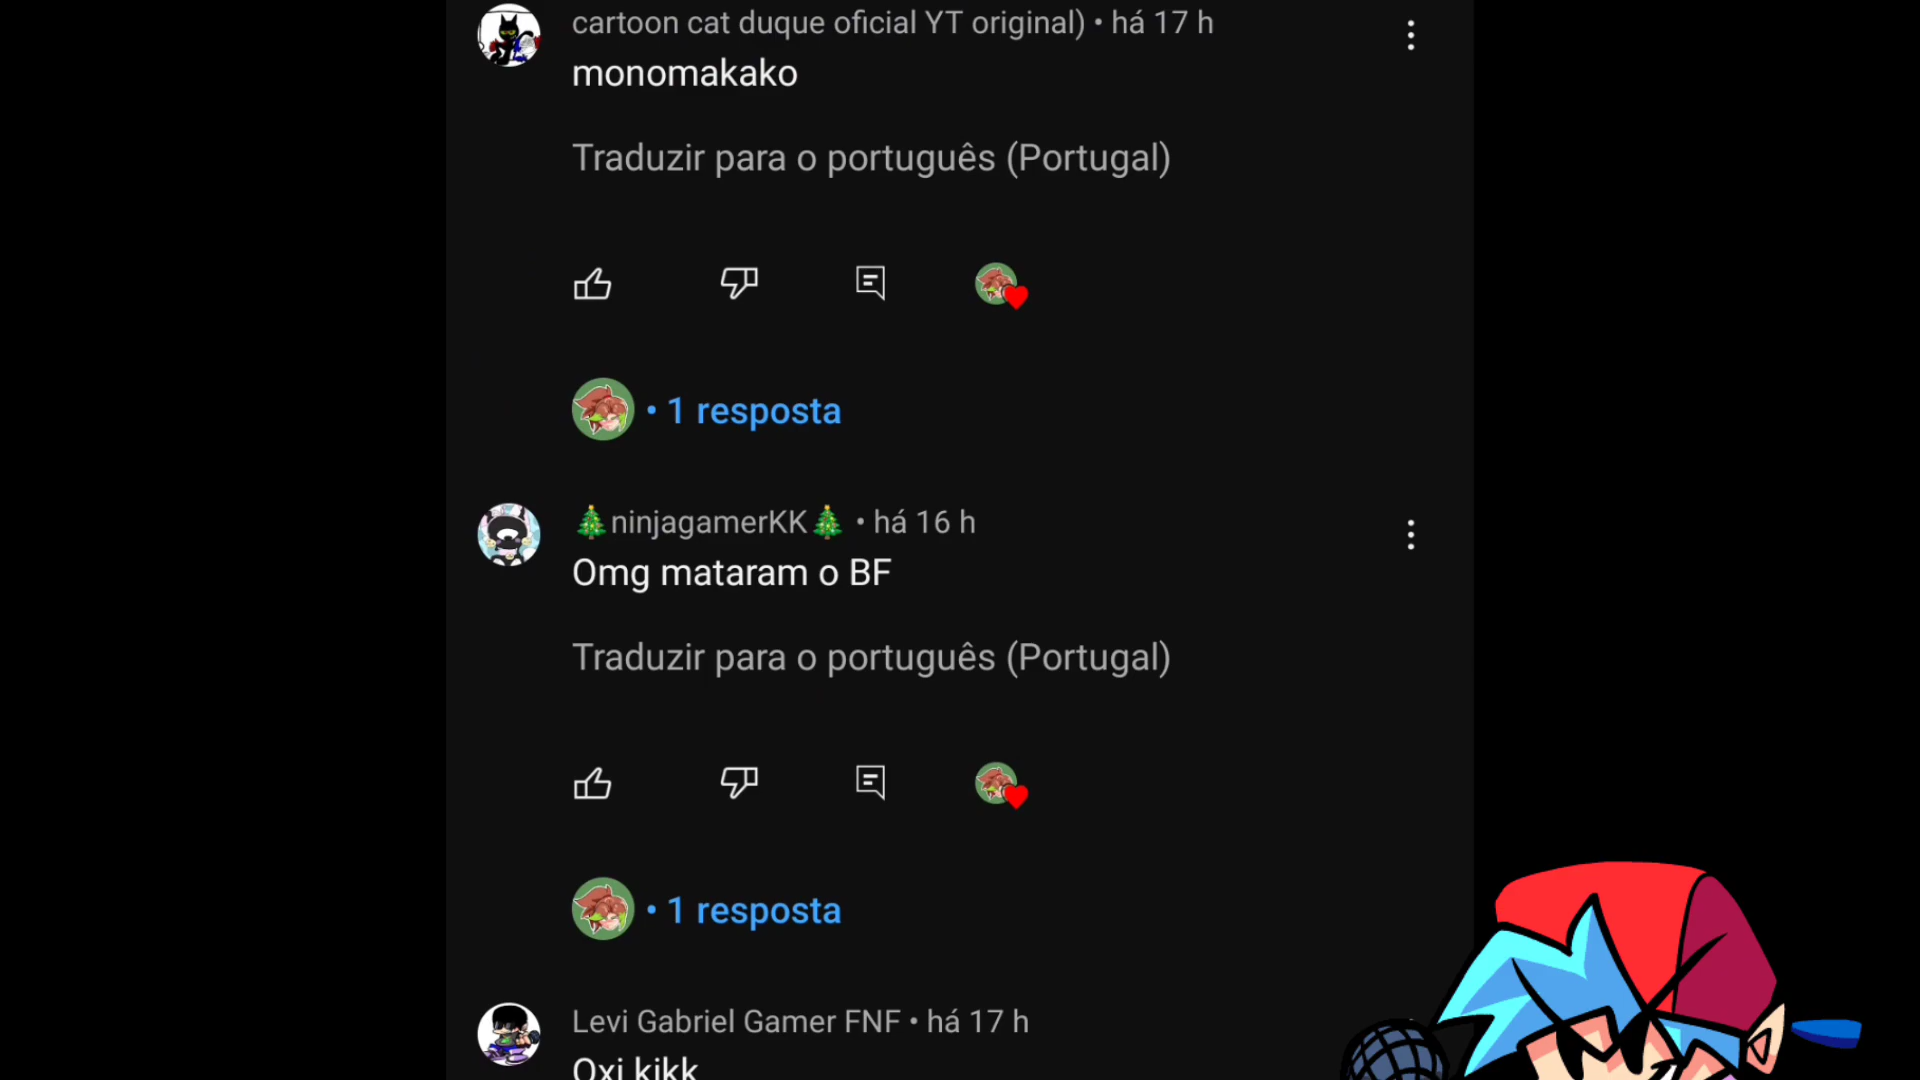 cartoon cat duque oficial YT original) • há 17 h
monomakako
Traduzir para o português (Portugal)
• 1 resposta
🎄ninjagamerKK🎄 • há 16 h
Omg mataram o BF
Traduzir para o português (Portugal)
• 1 resposta
Levi Gabriel Gamer FNF • há 17 h
Oxi kikk